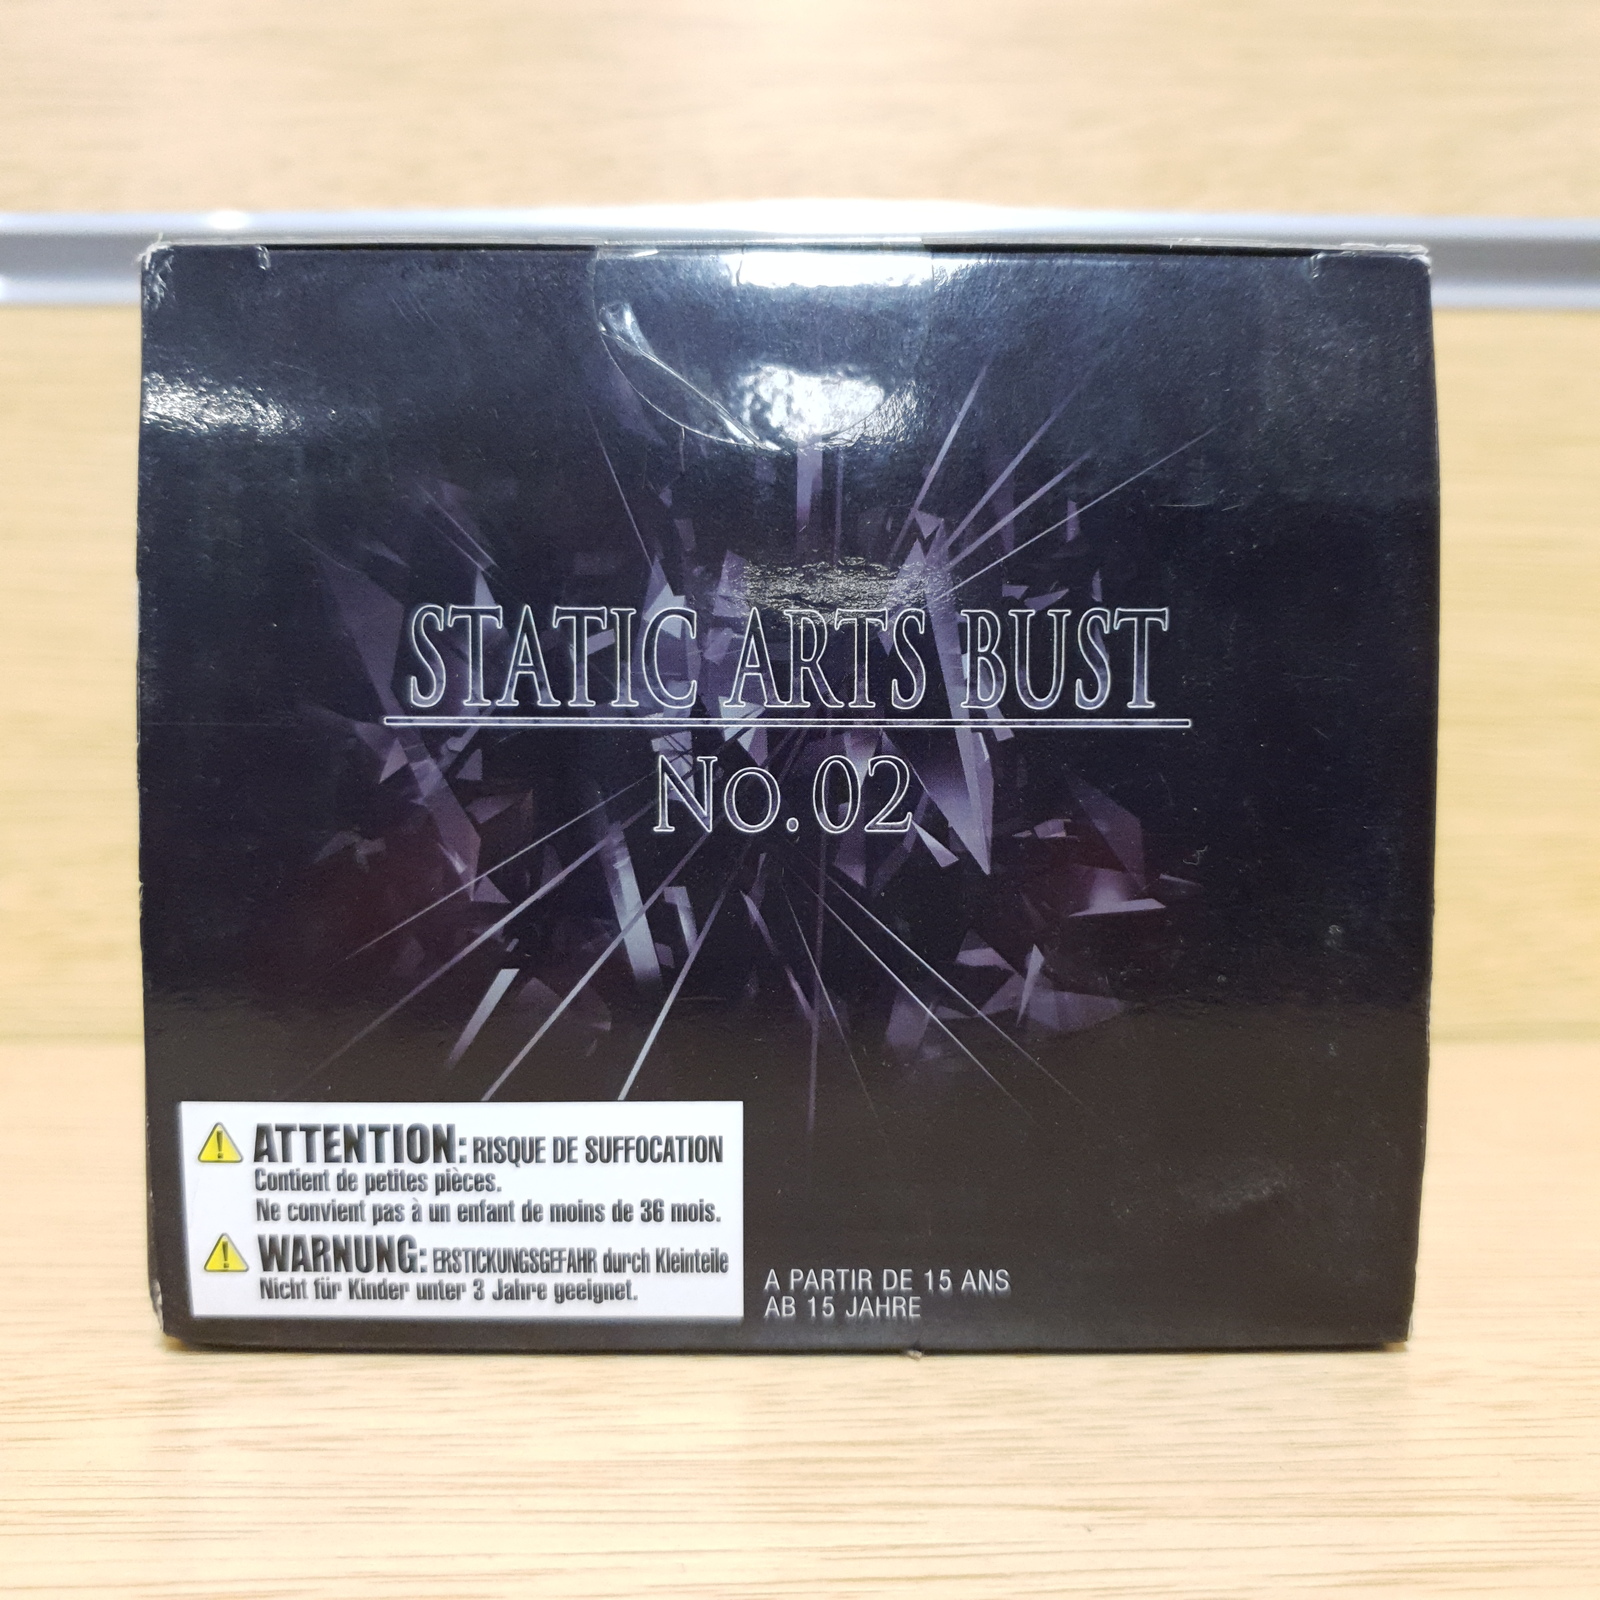 STATIC ARTS BUST
No.02
ATTENTION: RISQUE DE SUFFOCATION
Contient de petites pièces.
Ne convient pas à un enfant de moins de 36 mois.
WARNUNG: ERSTICKUNGSGEFAHR durch Kleinteile
Nicht für Kinder unter 3 Jahre geeignet.
A PARTIR DE 15 ANS
AB 15 JAHRE